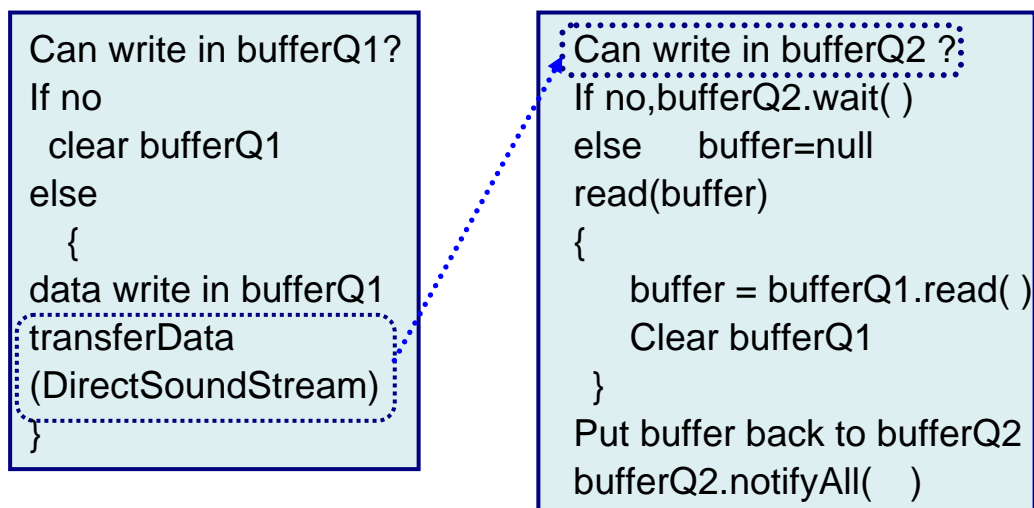 Can write in bufferQ1?
If no
clear bufferQ1
else
{
data write in bufferQ1
transferData
(DirectSoundStream)
}
Can write in bufferQ2 ?
If no,bufferQ2.wait( )
else buffer=null
read(buffer)
{
buffer = bufferQ1.read( )
Clear bufferQ1
}
Put buffer back to bufferQ2
bufferQ2.notifyAll( )